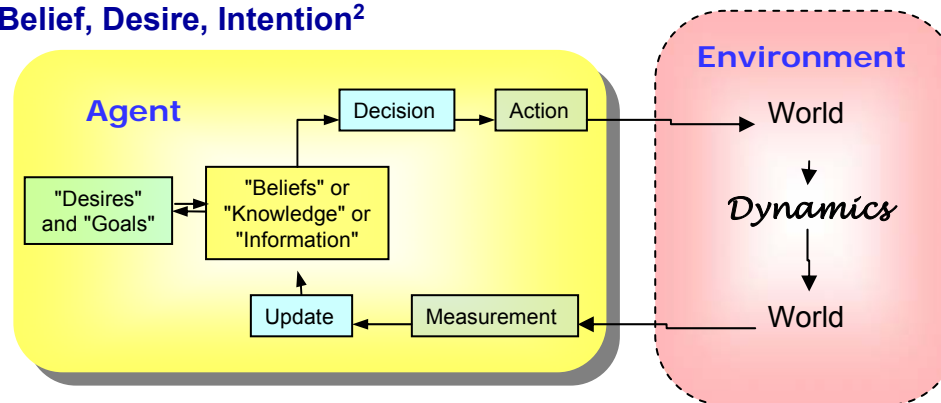 Belief, Desire, Intention2
Environment
Agent
Decision
Action
World
"Desires"
and "Goals"
"Beliefs" or
"Knowledge" or
"Information"
Dynamics
Update
Measurement
World